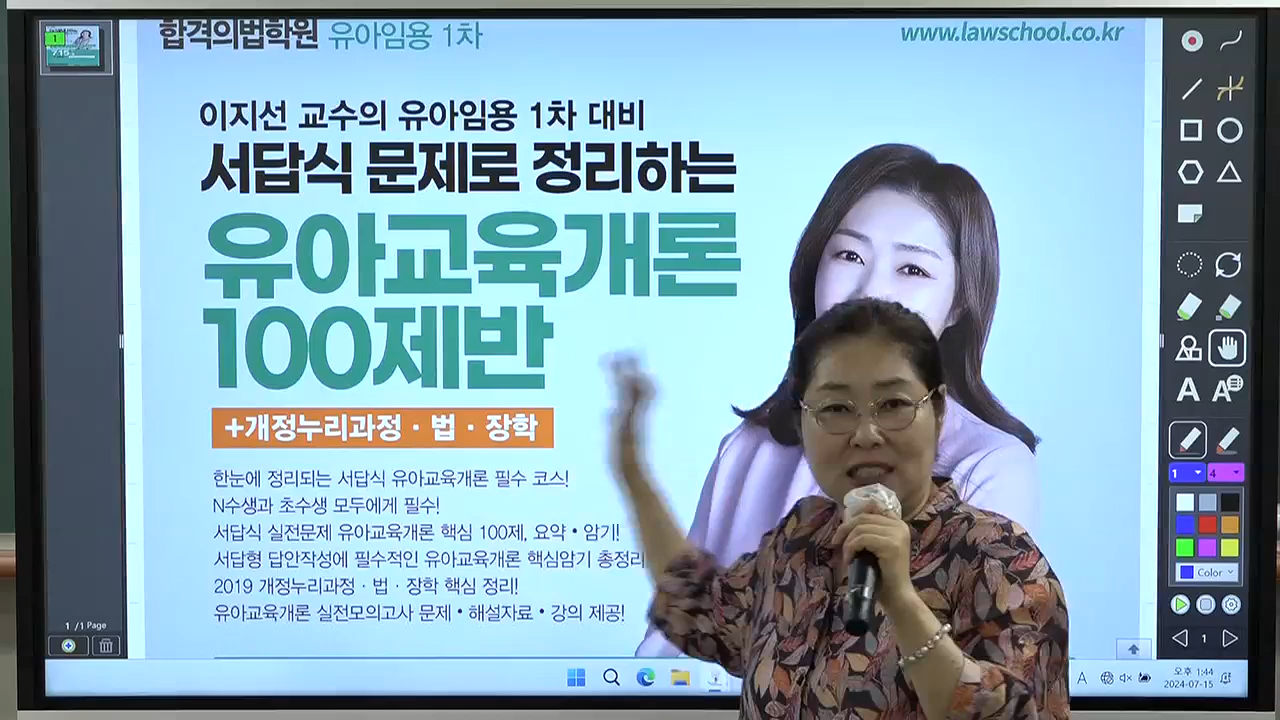 합격의법학원 유아임용 1차
www.lawschool.co.kr
이지선 교수의 유아임용 1차 대비
서답식 문제로 정리하는
유아교육개론
100제반
+개정누리과정 · 법 · 장학
한눈에 정리되는 서답식 유아교육개론 필수 코스!
N수생과 초수생 모두에게 필수!
서답식 실전문제 유아교육개론 핵심 100제, 요약 • 암기!
서답형 답안작성에 필수적인 유아교육개론 핵심암기 총정리
2019 개정누리과정 · 법 · 장학 핵심 정리!
유아교육개론 실전모의고사 문제 • 해설자료 • 강의 제공!
1
1 /1 Page
A
A
1
4
Color
1
A
오후 1:44
2024-07-15